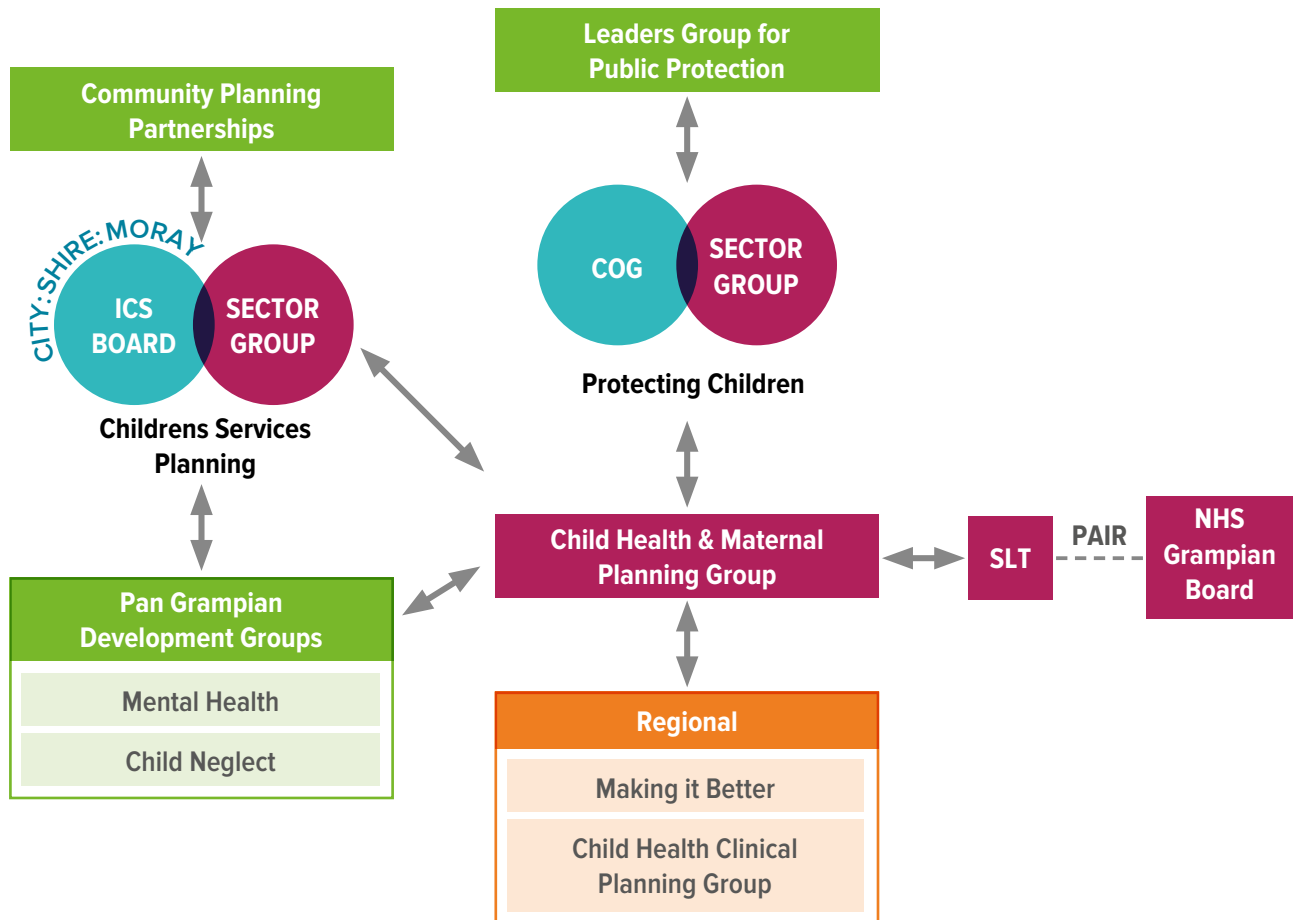 Leaders Group for
Public Protection
Community Planning
Partnerships
CITY: SHIRE: MORAY
ICS
BOARD
SECTOR
GROUP
COG
SECTOR
GROUP
Childrens Services
Planning
Protecting Children
Child Health & Maternal
Planning Group
SLT
PAIR
NHS
Grampian
Board
Pan Grampian
Development Groups
Mental Health
Child Neglect
Regional
Making it Better
Child Health Clinical
Planning Group